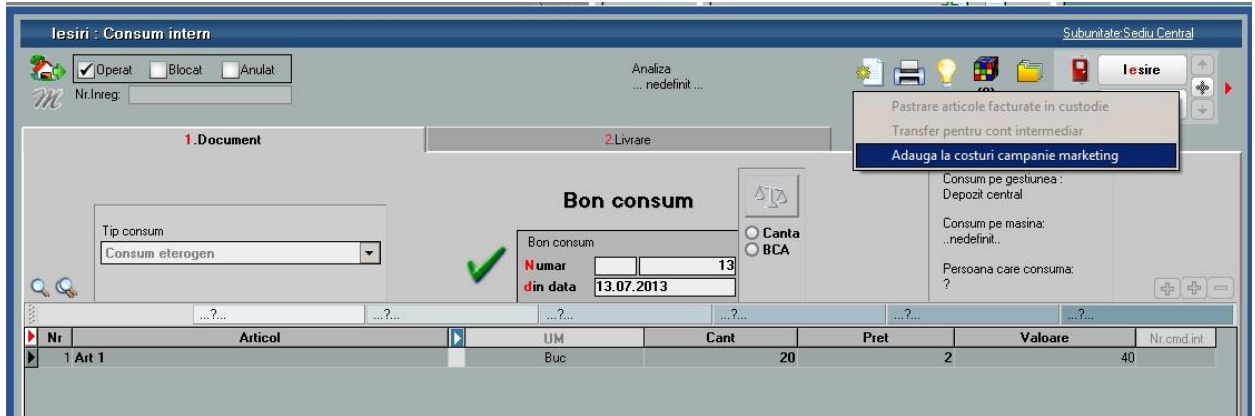 Iesiri : Consum intern
Subunitate:Sediu Central
Operat Blocat Anulat
Nr.Inreg:
Analiza
... nedefinit ...
Iesire
Pastrare articole facturate in custodie
Transfer pentru cont intermediar
Adauga la costuri campanie marketing
1.Document
2.Livrare
Bon consum
Tip consum
Consum eterogen
Bon consum
Numar 13
din data 13.07.2013
Canta
BCA
Consum pe gestiunea :
Depozit central
Consum pe masina:
..nedefinit..
Persoana care consuma:
?
...?... ...?... ...?... ...?... ...?... ...?...
Nr Articol UM Cant Pret Valoare Nr.cmd.int
1 Art 1 Buc 20 2 40